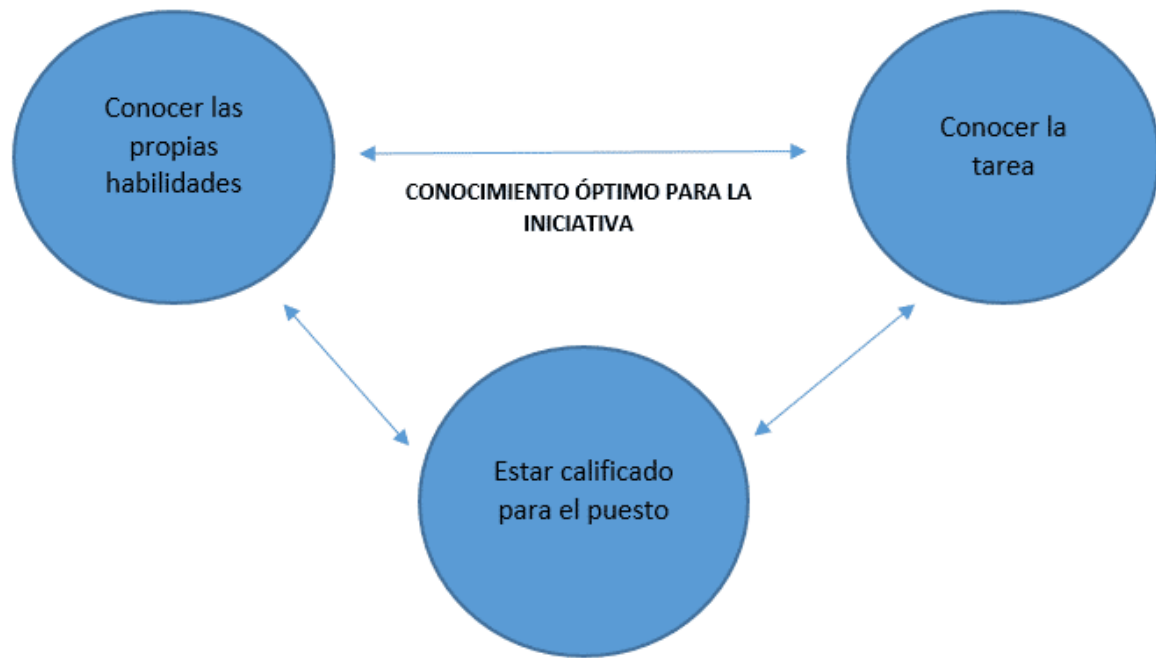 Conocer las
propias
habilidades
Conocer la
tarea
CONOCIMIENTO ÓPTIMO PARA LA
INICIATIVA
Estar calificado
para el puesto